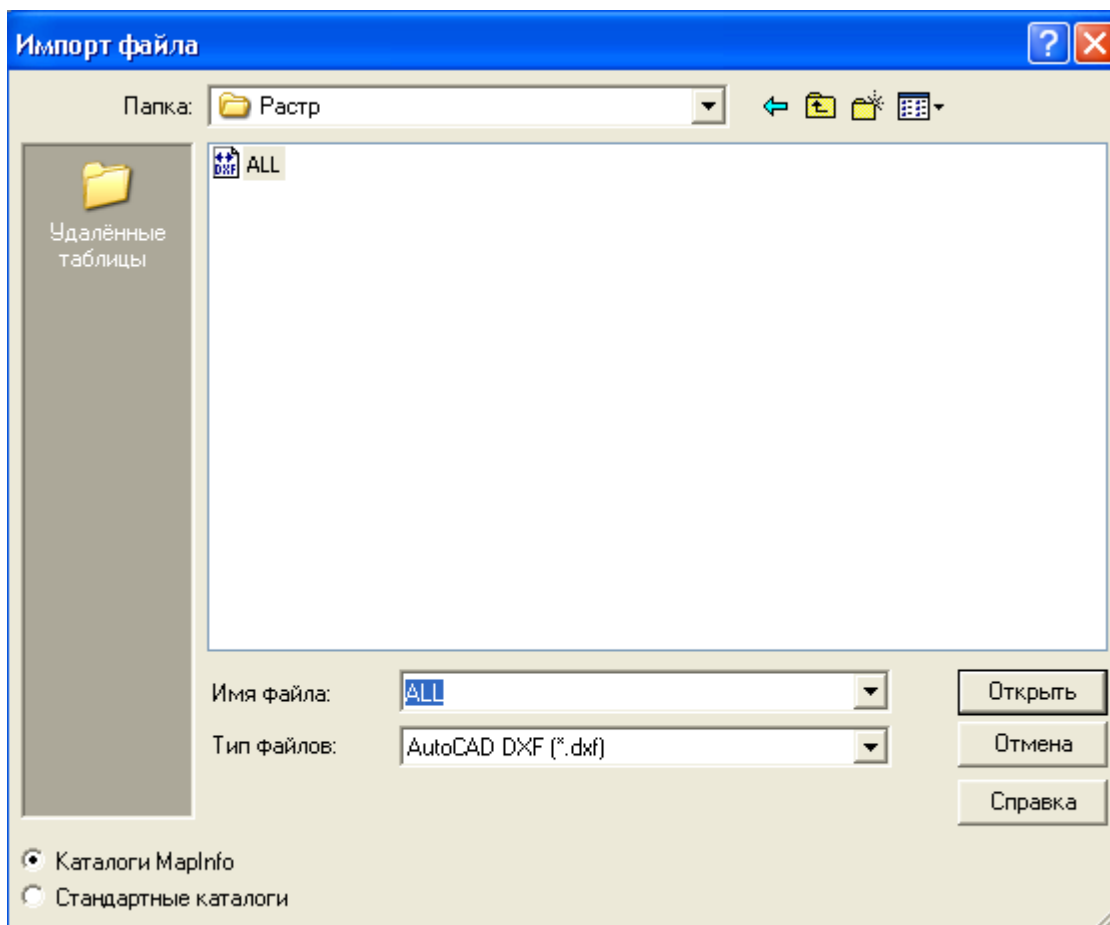 Импорт файла
Папка: Растр
DXF ALL
Удалённые
таблицы
Имя файла: ALL Открыть
Тип файлов: AutoCAD DXF (*.dxf) Отмена
Справка
Каталоги MapInfo
Стандартные каталоги